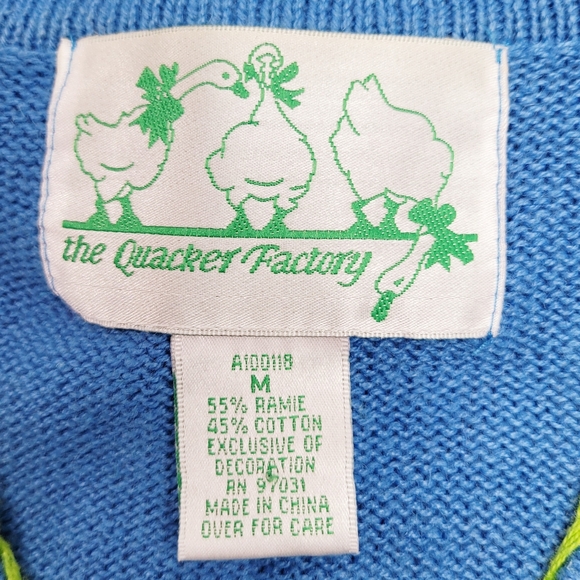 the Quacker Factory
A100118
M
55% RAMIE
45% COTTON
EXCLUSIVE OF
DECORATION
RN 97031
MADE IN CHINA
OVER FOR CARE